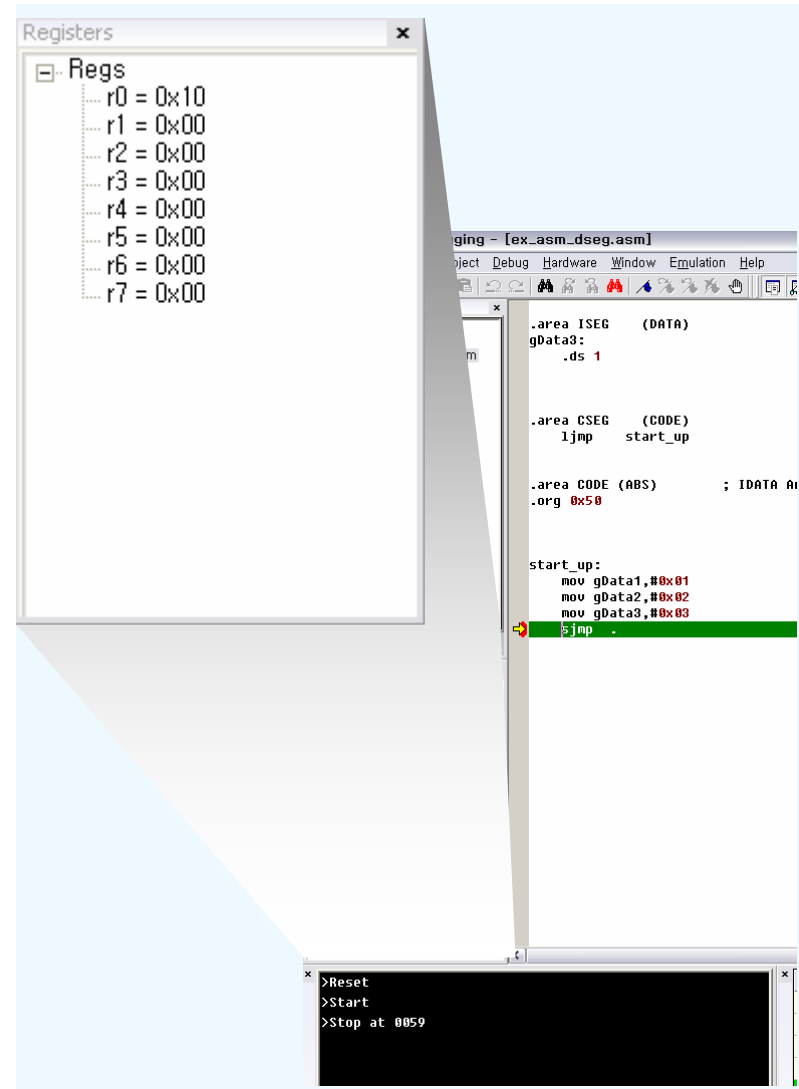 Registers
Regs
r0 = 0x10
r1 = 0x00
r2 = 0x00
r3 = 0x00
r4 = 0x00
r5 = 0x00
r6 = 0x00
r7 = 0x00
ging - [ex_asm_dseg.asm]
ject Debug Hardware Window Emulation Help
m
.area ISEG (DATA)
gData3:
.ds 1
.area CSEG (CODE)
ljmp start_up
.area CODE (ABS) ; IDATA
.org 0x50
start_up:
mov gData1,#0x01
mov gData2,#0x02
mov gData3,#0x03
sjmp .
>Reset
>Start
>Stop at 0059